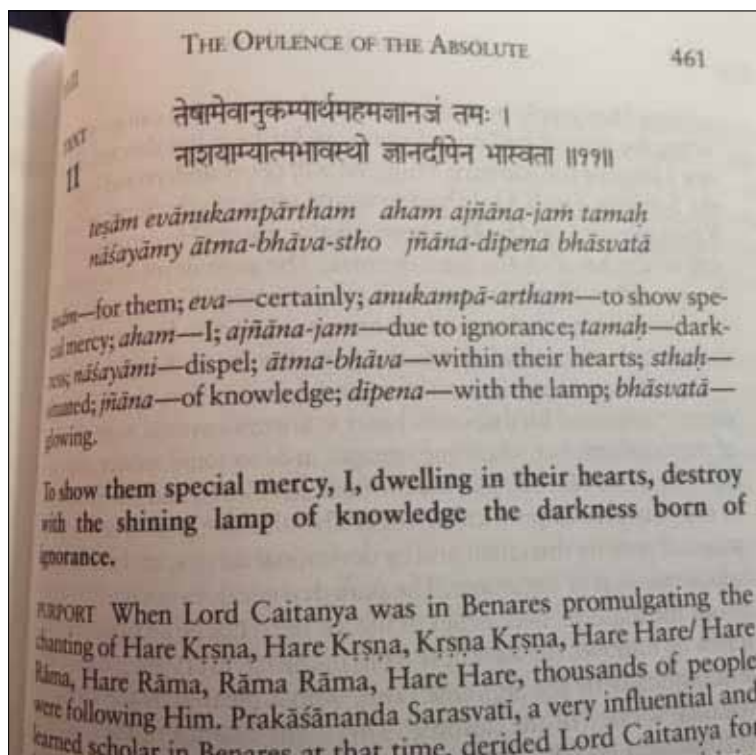 THE OPULENCE OF THE ABSOLUTE 461
तेषामेवानुकम्पार्थमहमज्ञानजं तमः ।
नाशयाम्यात्मभावस्थो ज्ञानदीपेन भास्वता ॥११॥
TEXT
11
teṣām evānukampārtham aham ajñāna-jaṁ tamaḥ
nāśayāmy ātma-bhāva-stho jñāna-dīpena bhāsvatā
—for them; eva—certainly; anukampā-artham—to show spe-
mercy; aham—I; ajñāna-jam—due to ignorance; tamaḥ—dark-
nāśayāmi—dispel; ātma-bhāva—within their hearts; sthaḥ—
jñāna—of knowledge; dīpena—with the lamp; bhāsvatā—
glowing.
To show them special mercy, I, dwelling in their hearts, destroy
with the shining lamp of knowledge the darkness born of
ignorance.
PURPORT When Lord Caitanya was in Benares promulgating the
chanting of Hare Kṛṣṇa, Hare Kṛṣṇa, Kṛṣṇa Kṛṣṇa, Hare Hare/ Hare
Rāma, Hare Rāma, Rāma Rāma, Hare Hare, thousands of people
were following Him. Prakāśānanda Sarasvatī, a very influential and
learned scholar in Benares at that time, derided Lord Caitanya for